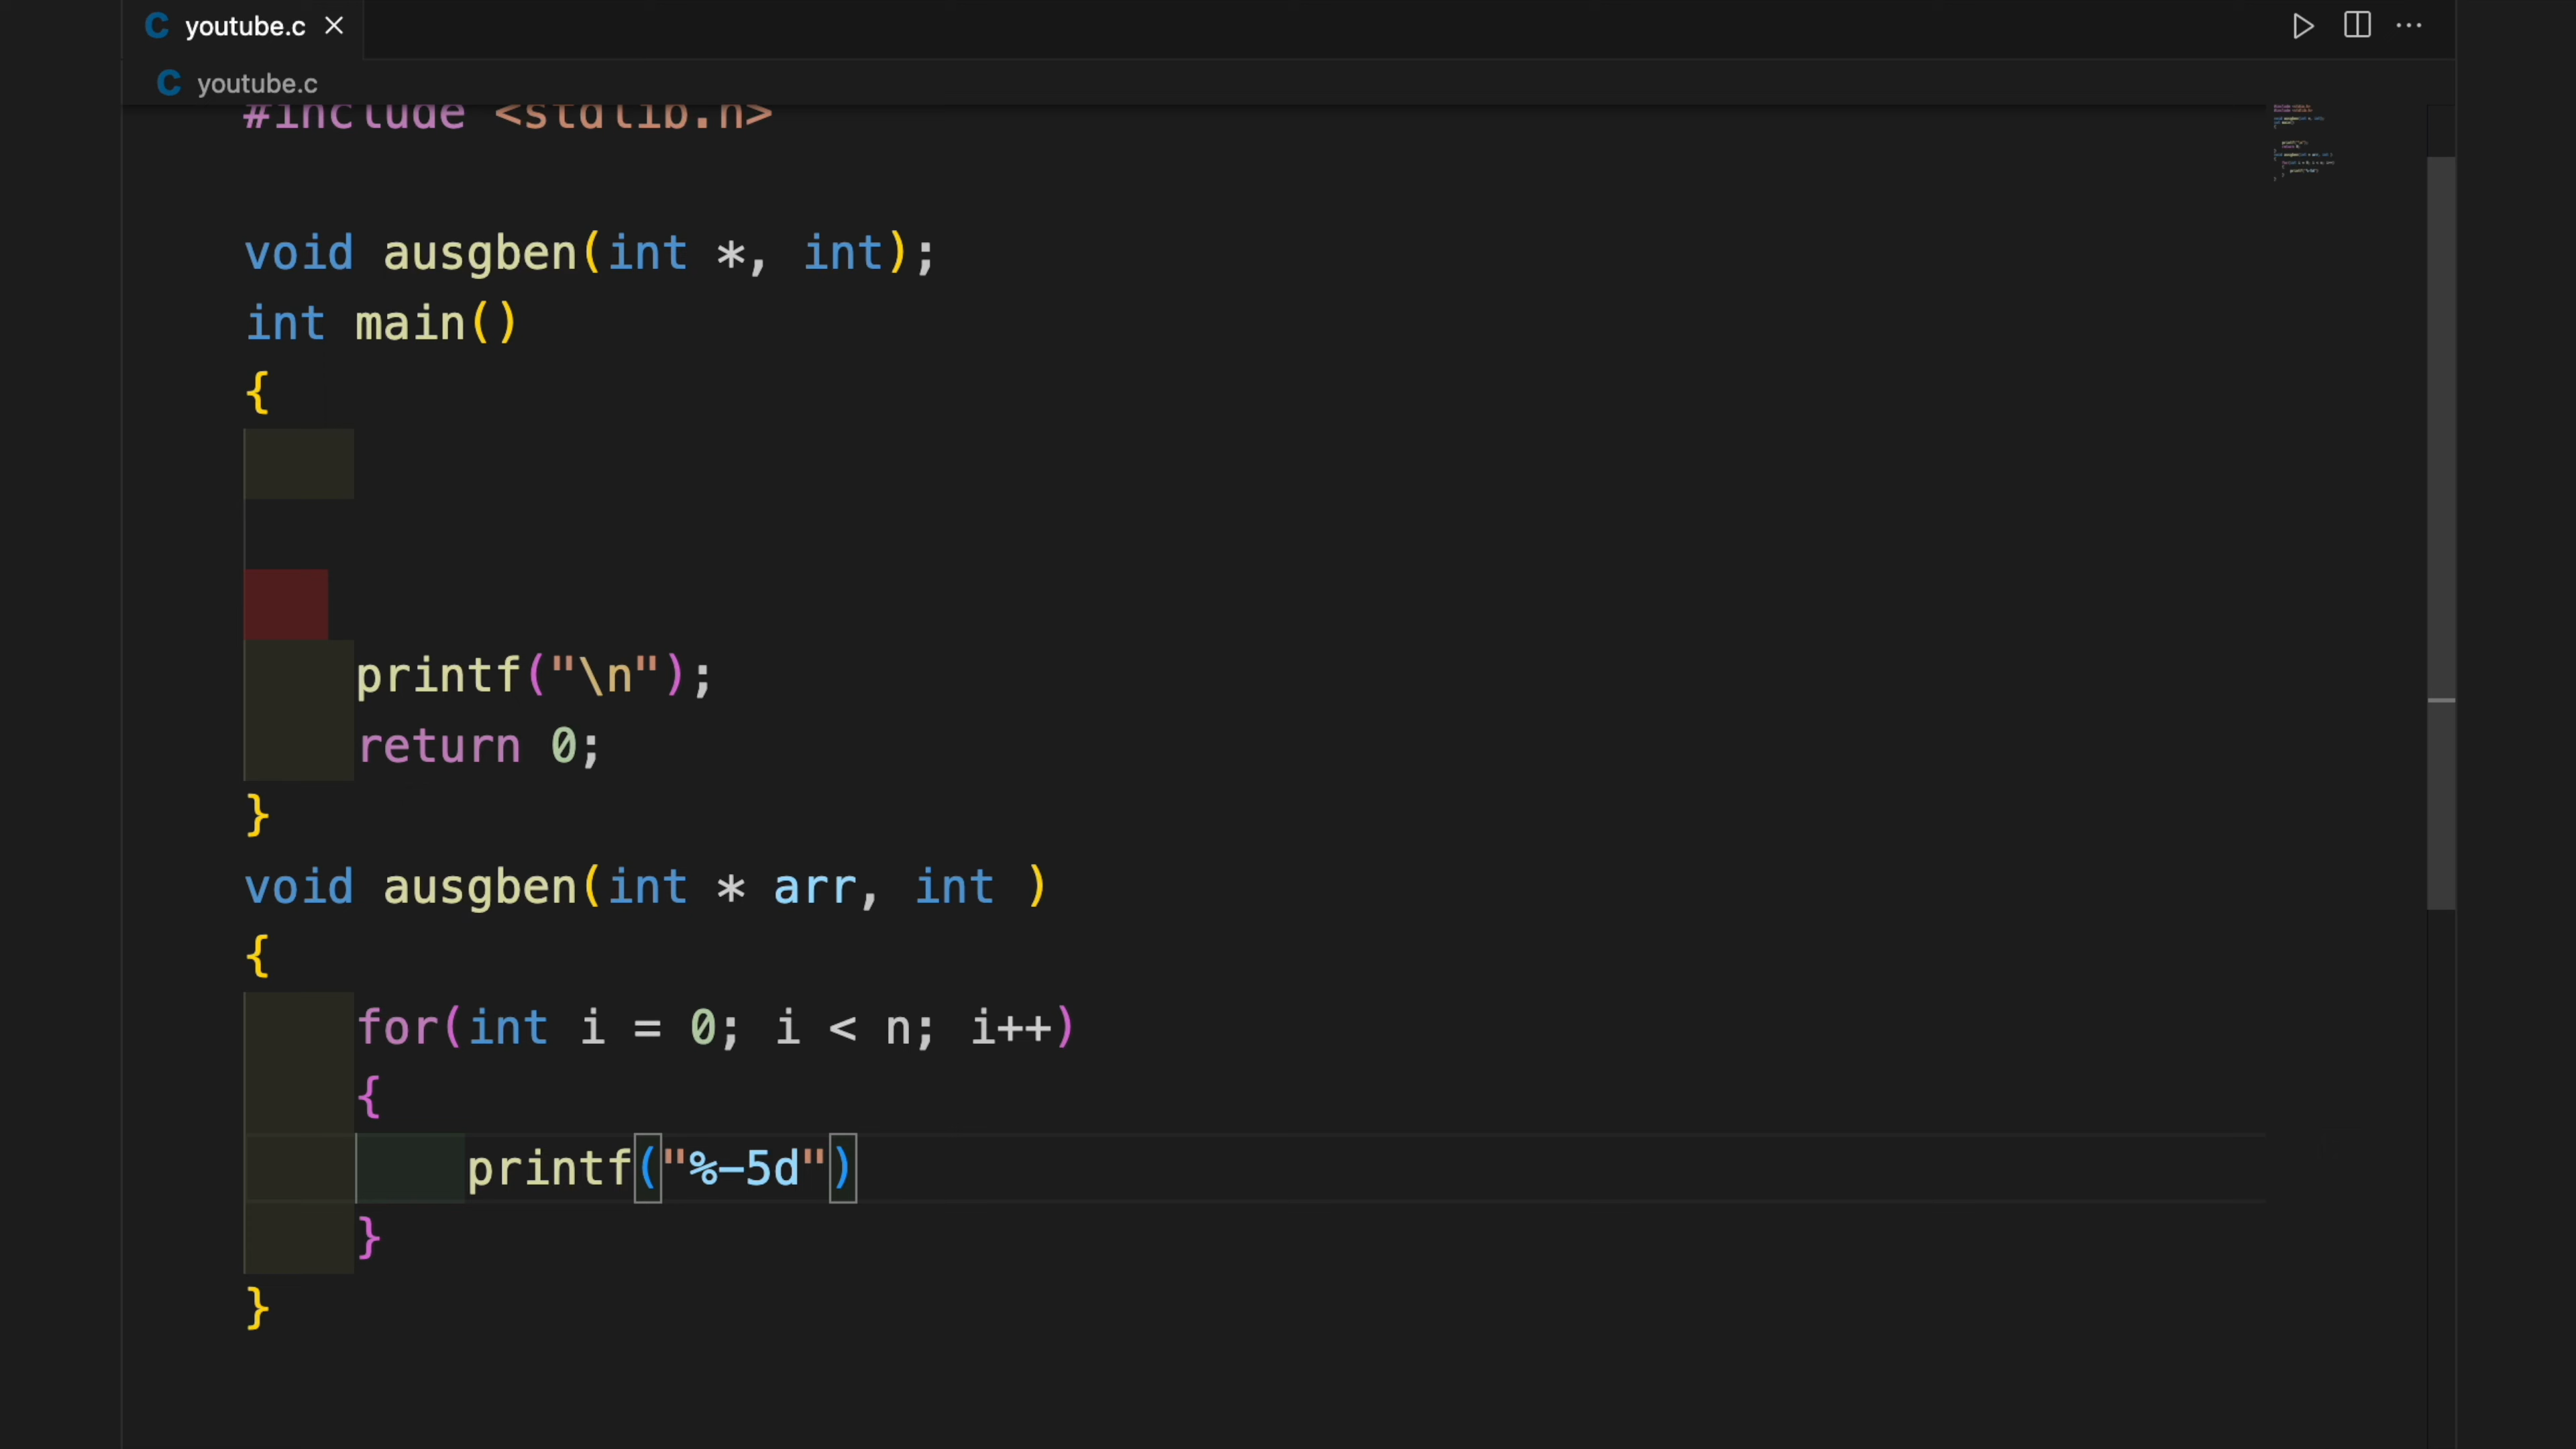 youtube.c
youtube.c
#include <stdlib.h>
void ausgben(int *, int);
int main()
{
printf("\n");
return 0;
}
void ausgben(int * arr, int )
{
for(int i = 0; i < n; i++)
{
printf("%-5d")
}
}